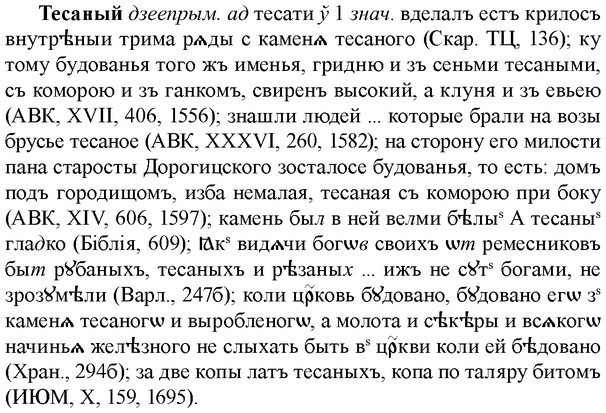 Тесаный дзеепрым. ад тесати ў 1 знач. вделалъ естъ крилосъ
внутрѣныи трима рѧды с каменѧ тесаного (Скар. ТЦ, 136); ку
тому будованья того жъ именья, гридню и зъ сеньми тесаными,
съ коморою и зъ ганкомъ, свиренъ высокий, а клуня и зъ евьею
(АВК, XVII, 406, 1556); знашли людей ... которые брали на возы
брусье тесаное (АВК, XXXVI, 260, 1582); на сторону его милости
пана старосты Дорогицского зосталосе будованья, то есть: домъ
подъ городищомъ, изба немалая, тесаная съ коморою при боку
(АВК, XIV, 606, 1597); камень был в ней велми бѣлыˢ А тесаныˢ
гладко (Біблія, 609); Ꙗкˢ видѧчи богѡв своихъ ѿт ремесниковъ
быт рꙋбаныхъ, тесаныхъ и рѣзаных ... ижъ не сꙋтˢ богами, не
зрозꙋмѣли (Варл., 247б); коли цр҃ковь бꙋдовано, бꙋдовано егѡ зˢ
каменѧ тесаногѡ и выробленогѡ, а молота и сѣкѣры и всѧкогѡ
начиньѧ желѣзного не слыхать быть вˢ цр҃кви коли ей бѣдовано
(Хран., 294б); за две копы латъ тесаныхъ, копа по таляру битомъ
(ИЮМ, X, 159, 1695).